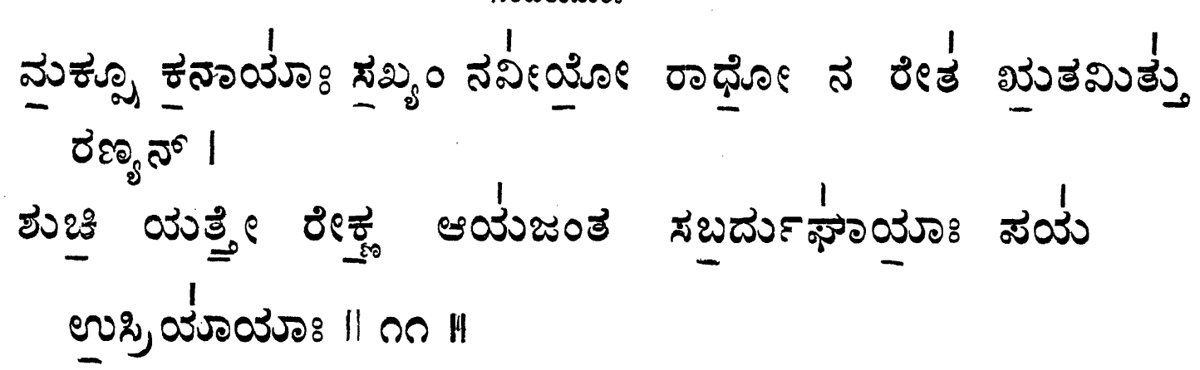 ಮ॒ಕ್ಷೂ ಕ॒ನಾಯಾ॑ಃ ಸ॒ಖ್ಯಂ ನವೀ॑ಯೋ॒ ರಾಧೋ॒ ನ ರೇತ॑ ಋ॒ತಮಿತ್ತು॑
ರಣ್ಯನ್ ।
ಶುಚಿ॒ ಯತ್ತೇ॒ ರೇಕ್ಣ॒ ಆಯ॑ಜಂತ ಸಬ॒ರ್ದುಘಾ॑ಯಾ॒ಃ ಪಯ॑
ಉ॒ಸ್ರಿಯಾ॑ಯಾಃ ॥ ೧೧ ॥